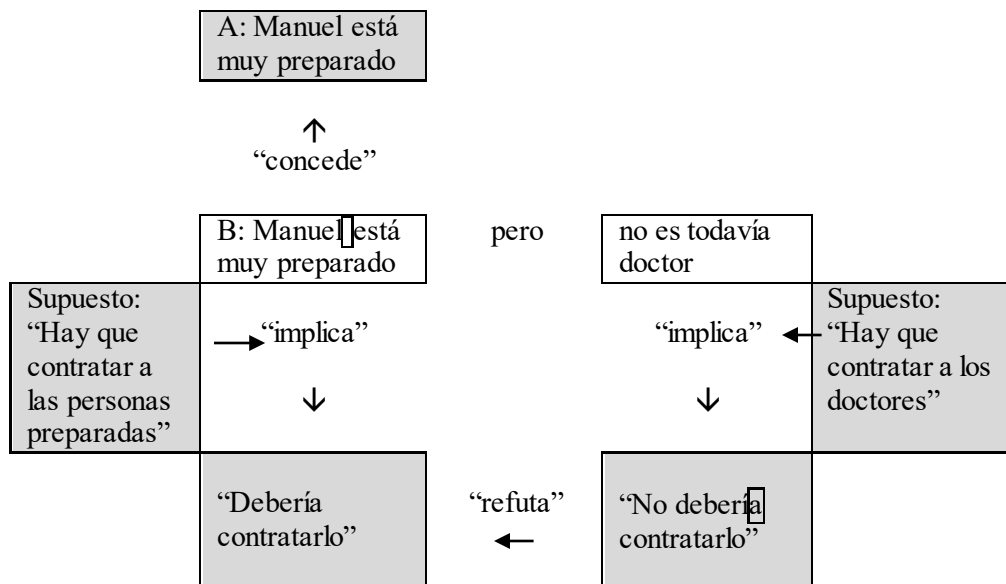 A: Manuel está
muy preparado
↑
“concede”
B: Manuel está
muy preparado
pero
no es todavía
doctor
Supuesto:
“Hay que
contratar a
las personas
preparadas”
“implica”
“implica”
Supuesto:
“Hay que
contratar a los
doctores”
“Debería
contratarlo”
“refuta”
“No debería
contratarlo”